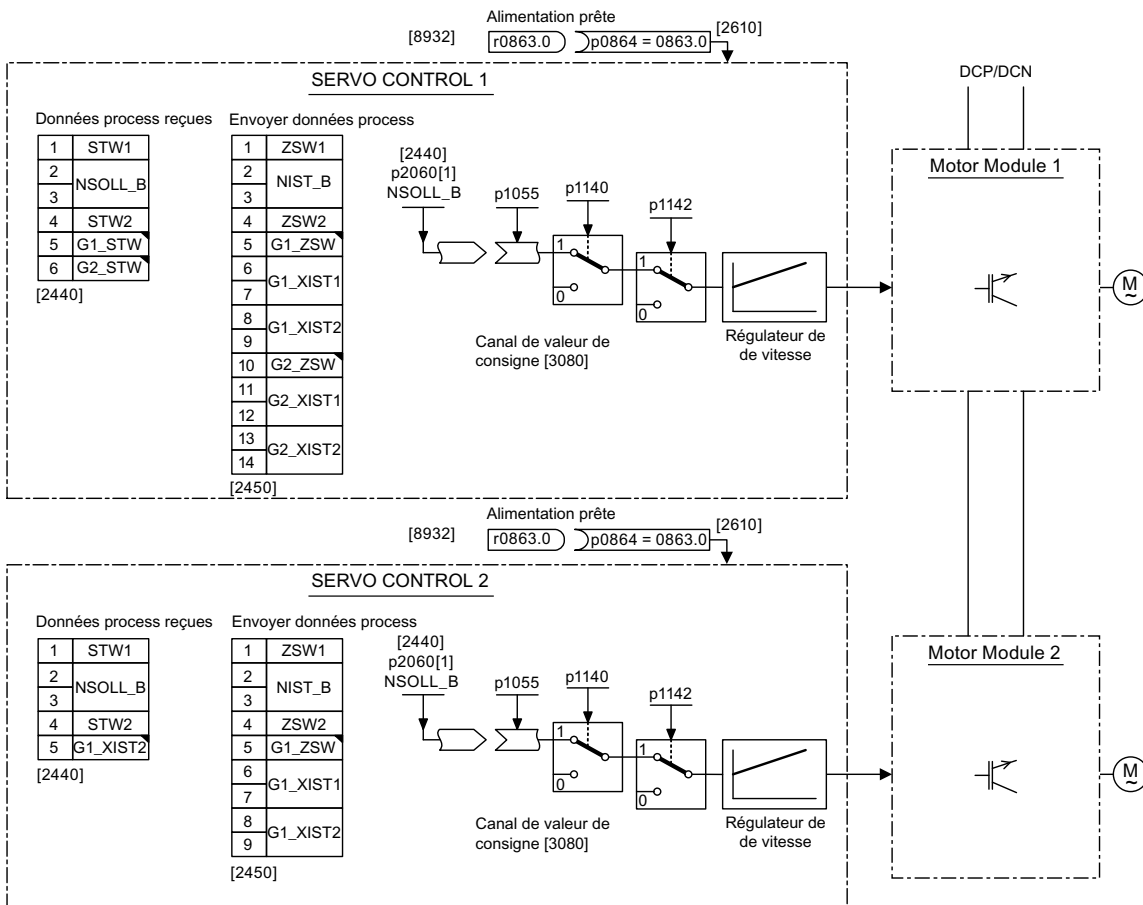 Alimentation prête
[8932] r0863.0 p0864 = 0863.0 [2610]
SERVO CONTROL 1
Données process reçues
1 STW1
2
3
NSOLL_B
4 STW2
5 G1_STW
6 G2_STW
[2440]
Envoyer données process
1 ZSW1
2
3
NIST_B
4 ZSW2
5 G1_ZSW
6
7
G1_XIST1
8
9
G1_XIST2
10 G2_ZSW
11
12
G2_XIST1
13
14
G2_XIST2
[2450]
[2440]
p2060[1]
NSOLL_B
p1055
p1140
p1142
1
0
1
0
Canal de valeur de
consigne [3080]
Régulateur de
de vitesse
DCP/DCN
Motor Module 1
M
~
Alimentation prête
[8932] r0863.0 p0864 = 0863.0 [2610]
SERVO CONTROL 2
Données process reçues
1 STW1
2
3
NSOLL_B
4 STW2
5 G1_XIST2
[2440]
Envoyer données process
1 ZSW1
2
3
NIST_B
4 ZSW2
5 G1_ZSW
6
7
G1_XIST1
8
9
G1_XIST2
[2450]
[2440]
p2060[1]
NSOLL_B
p1055
p1140
p1142
1
0
1
0
Canal de valeur de
consigne [3080]
Régulateur de
de vitesse
Motor Module 2
M
~